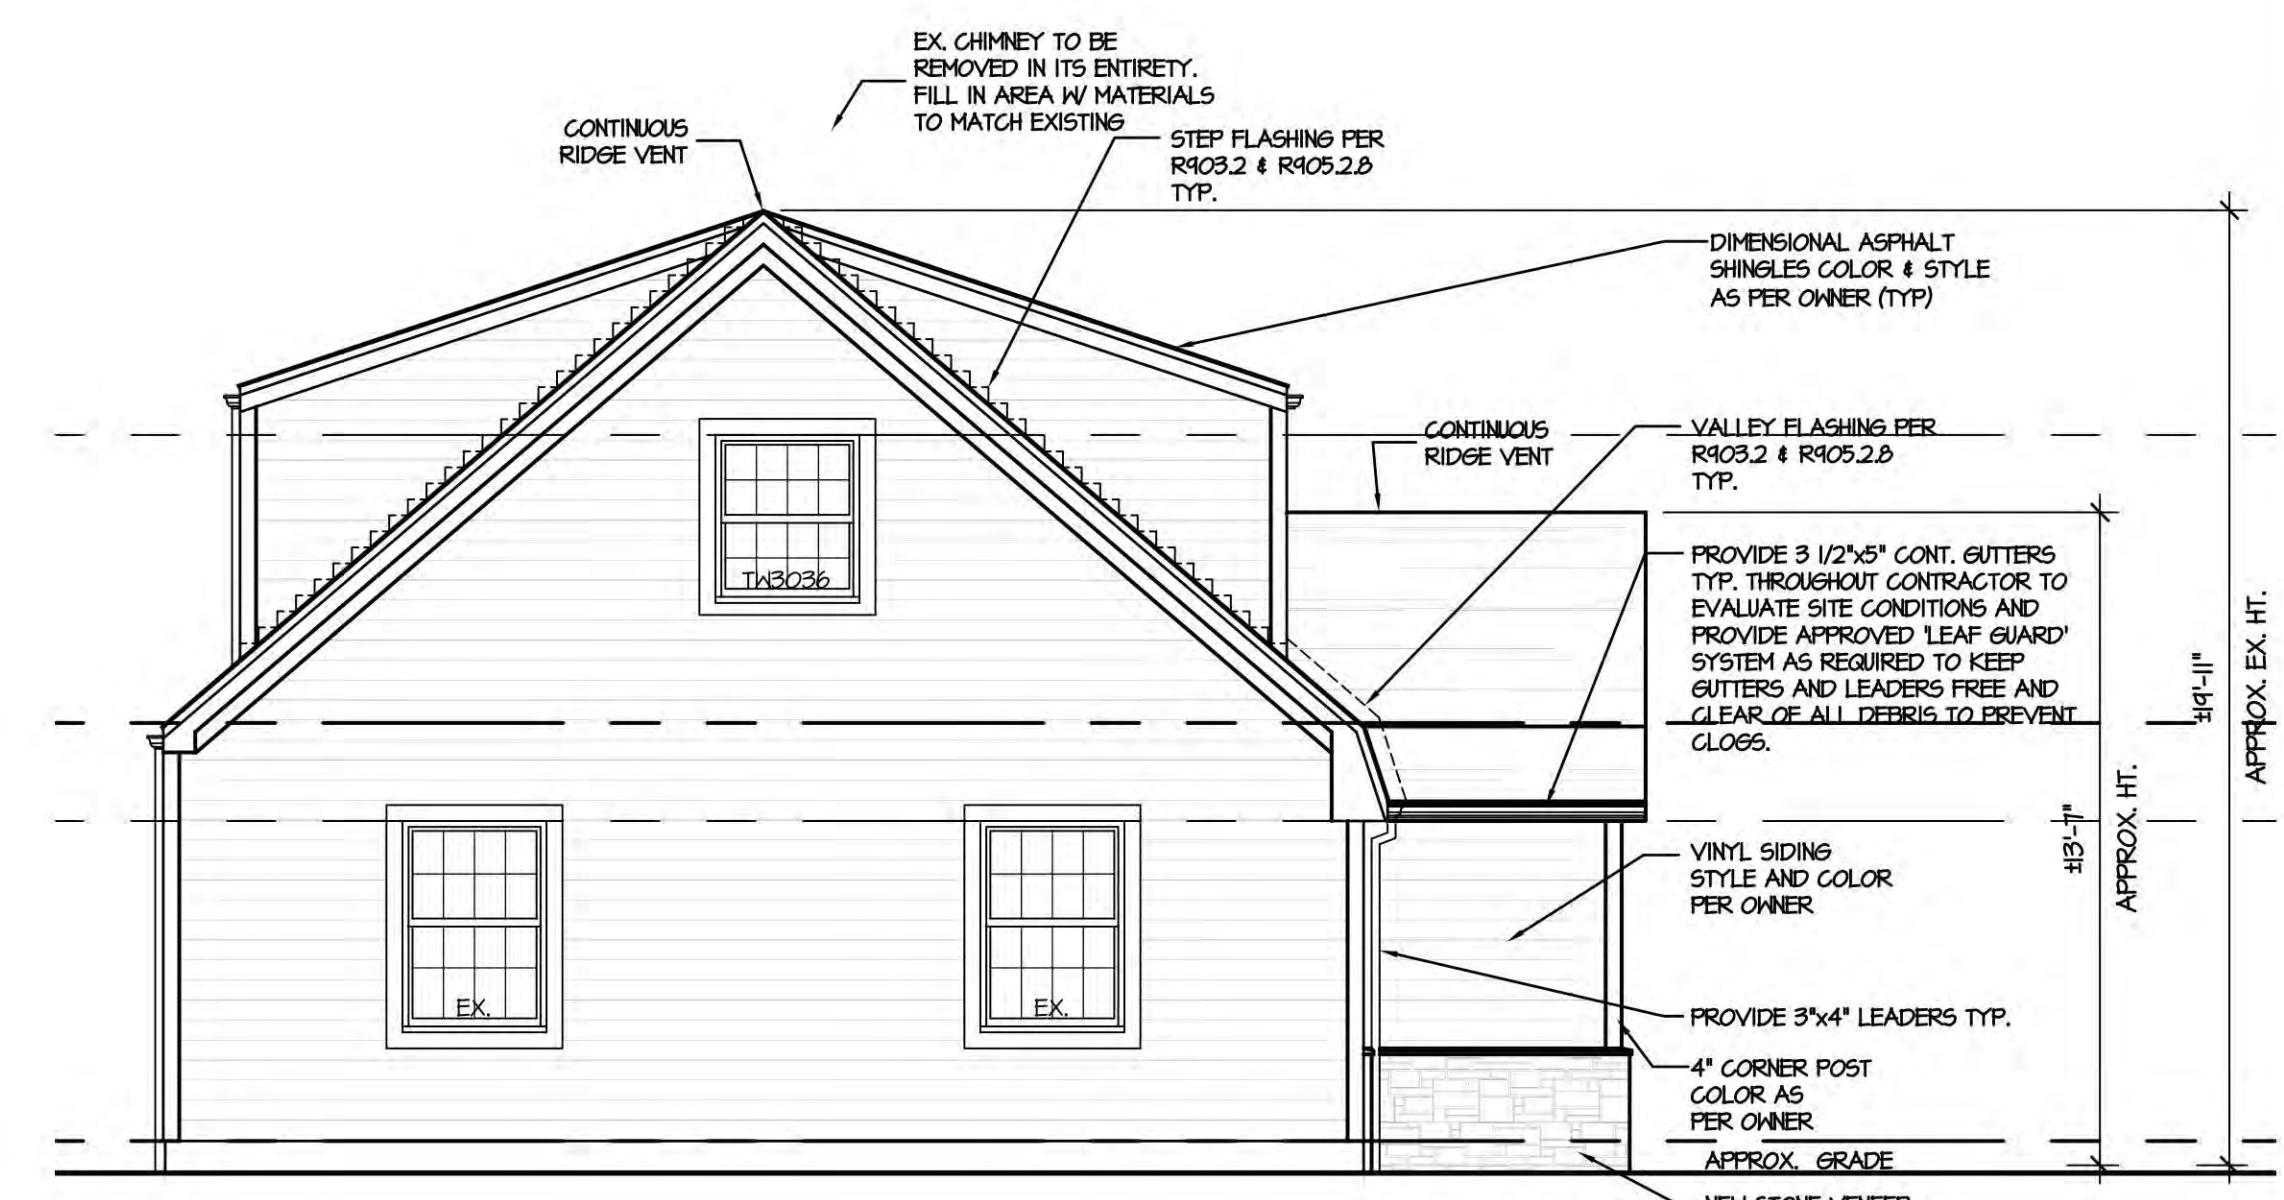 EX. CHIMNEY TO BE
REMOVED IN ITS ENTIRETY.
FILL IN AREA W/ MATERIALS
TO MATCH EXISTING
CONTINUOUS
RIDGE VENT
STEP FLASHING PER
R903.2 & R905.2.8
TYP.
DIMENSIONAL ASPHALT
SHINGLES COLOR & STYLE
AS PER OWNER (TYP)
CONTINUOUS
RIDGE VENT
VALLEY FLASHING PER
R903.2 & R905.2.8
TYP.
PROVIDE 3 1/2"x5" CONT. GUTTERS
TYP. THROUGHOUT CONTRACTOR TO
EVALUATE SITE CONDITIONS AND
PROVIDE APPROVED 'LEAF GUARD'
SYSTEM AS REQUIRED TO KEEP
GUTTERS AND LEADERS FREE AND
CLEAR OF ALL DEBRIS TO PREVENT
CLOGS.
TW3036
±19'-11"
APPROX. EX. HT.
±13'-7"
APPROX. HT.
VINYL SIDING
STYLE AND COLOR
PER OWNER
EX.
EX.
PROVIDE 3"x4" LEADERS TYP.
4" CORNER POST
COLOR AS
PER OWNER
APPROX. GRADE
NEW STONE VENEER